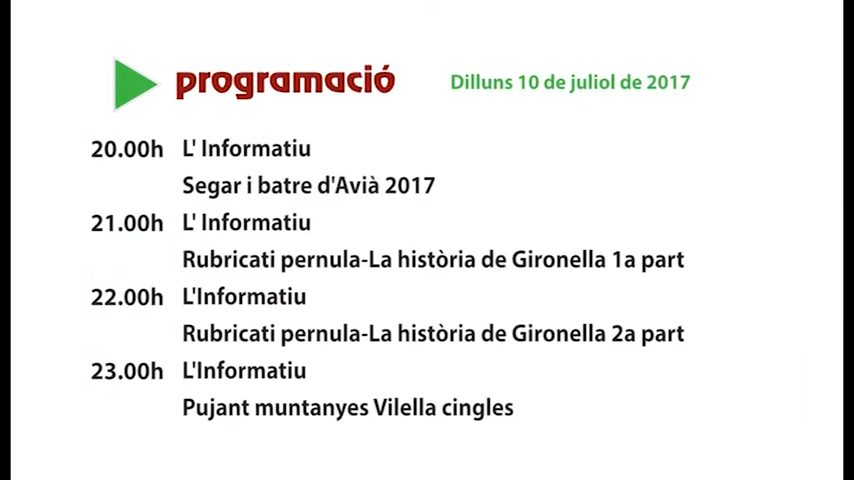 programació Dilluns 10 de juliol de 2017
20.00h L' Informatiu
Segar i batre d'Avià 2017
21.00h L' Informatiu
Rubricati pernula-La història de Gironella 1a part
22.00h L'Informatiu
Rubricati pernula-La història de Gironella 2a part
23.00h L'Informatiu
Pujant muntanyes Vilella cingles